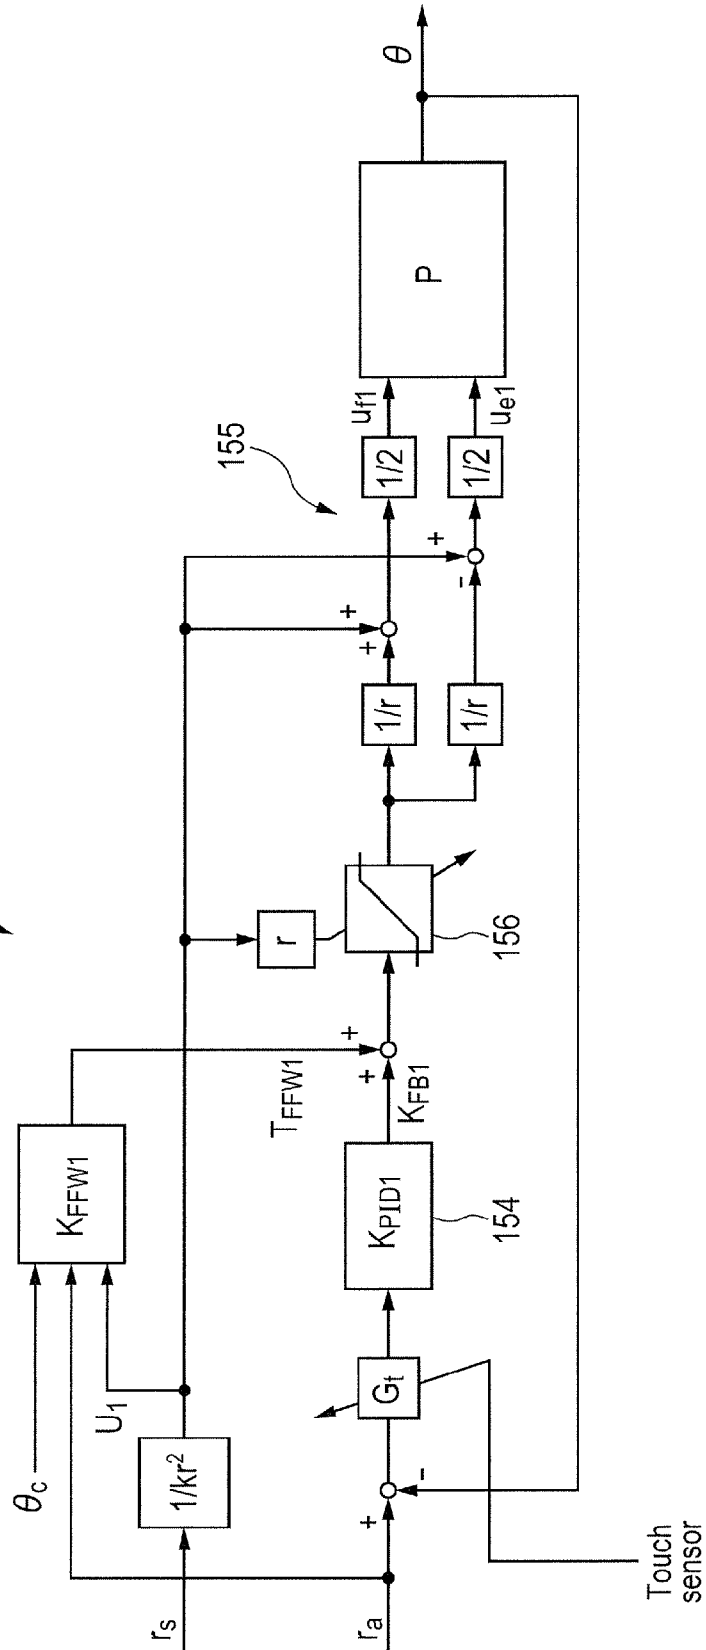 r_s
r_a
θ_c
1/kr²
U₁
K_FFW1
T_FFW1
+
-
G_t
Touch
sensor
K_PID1
154
K_FB1
+
+
r
156
1/r
1/r
+
+
-
+
155
1/2
1/2
u_f1
u_e1
P
θ